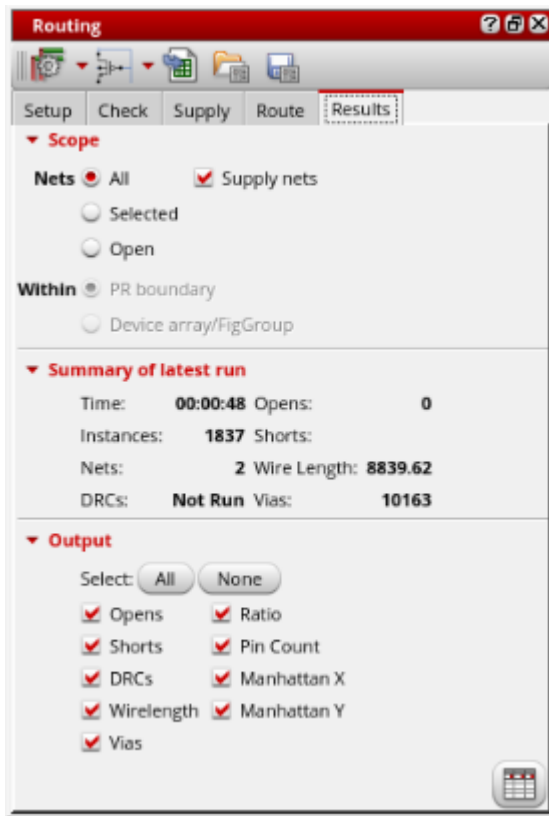 Routing
Setup Check Supply Route Results
Scope
Nets All Supply nets
Selected
Open
Within PR boundary
Device array/FigGroup
Summary of latest run
Time: 00:00:48 Opens: 0
Instances: 1837 Shorts:
Nets: 2 Wire Length: 8839.62
DRCs: Not Run Vias: 10163
Output
Select: All None
Opens Ratio
Shorts Pin Count
DRCs Manhattan X
Wirelength Manhattan Y
Vias